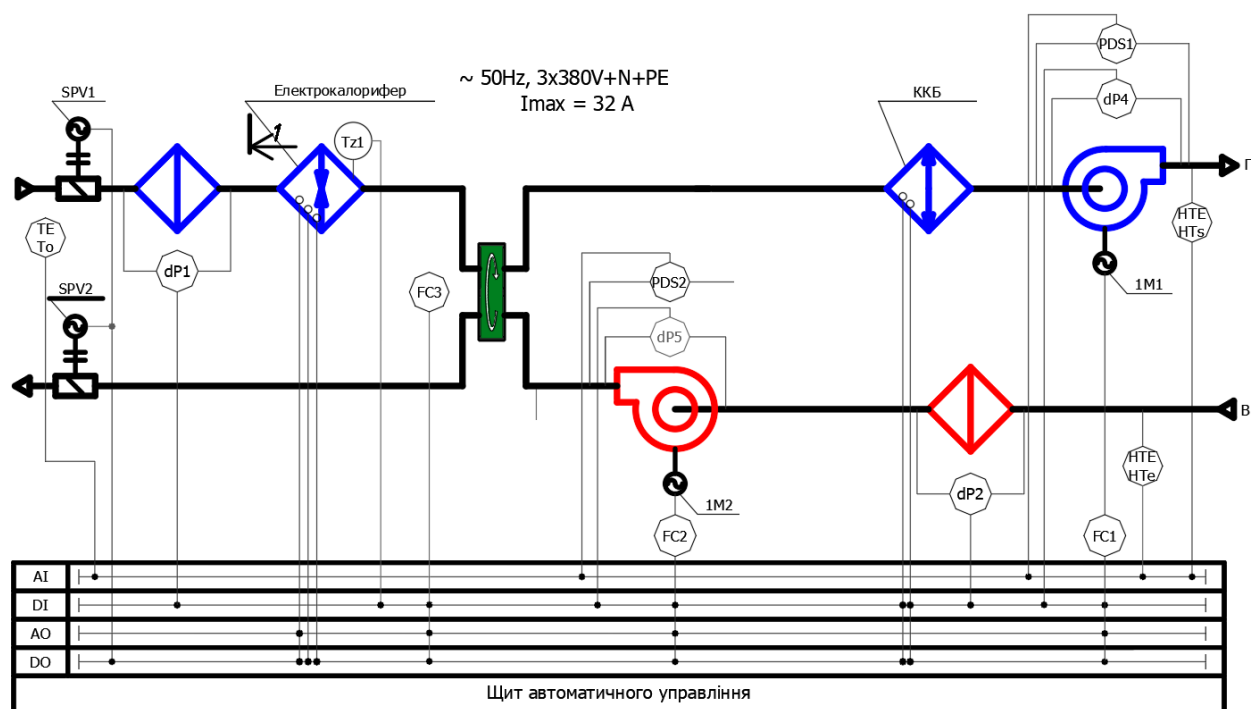 PDS1
~ 50Hz, 3x380V+N+PE
Imax = 32 A
SPV1
Електрокалорифер
ККБ
dP4
1
Tz1
П
TE
To
HTE
HTs
dP1
FC3
SPV2
PDS2
1M1
dP5
В
HTE
HTe
dP2
1M2
FC2
FC1
AI
DI
AO
DO
Щит автоматичного управління